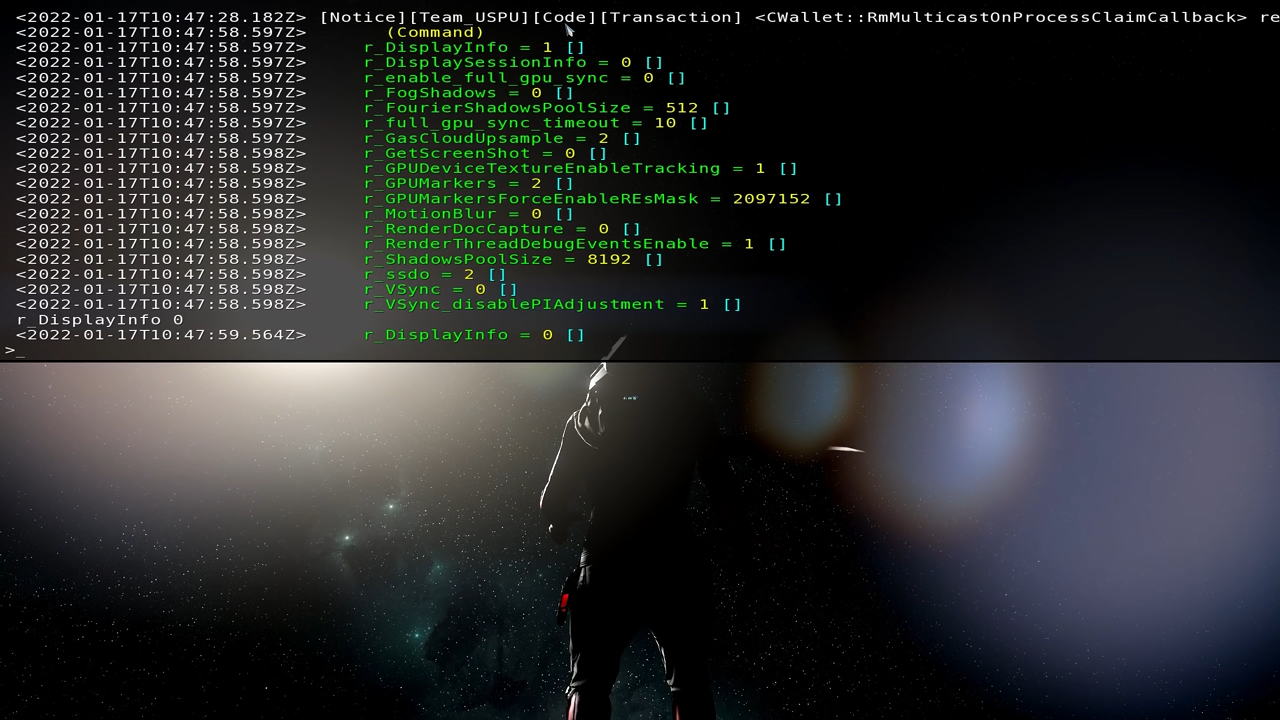 <2022-01-17T10:47:28.182Z> [Notice][Team_USPU][Code][Transaction] <CWallet::RmMulticastOnProcessClaimCallback> re
<2022-01-17T10:47:58.597Z> (Command)
<2022-01-17T10:47:58.597Z> r_DisplayInfo = 1 []
<2022-01-17T10:47:58.597Z> r_DisplaySessionInfo = 0 []
<2022-01-17T10:47:58.597Z> r_enable_full_gpu_sync = 0 []
<2022-01-17T10:47:58.597Z> r_FogShadows = 0 []
<2022-01-17T10:47:58.597Z> r_FourierShadowsPoolSize = 512 []
<2022-01-17T10:47:58.597Z> r_full_gpu_sync_timeout = 10 []
<2022-01-17T10:47:58.597Z> r_GasCloudUpsample = 2 []
<2022-01-17T10:47:58.598Z> r_GetScreenShot = 0 []
<2022-01-17T10:47:58.598Z> r_GPUDeviceTextureEnableTracking = 1 []
<2022-01-17T10:47:58.598Z> r_GPUMarkers = 2 []
<2022-01-17T10:47:58.598Z> r_GPUMarkersForceEnableREsMask = 2097152 []
<2022-01-17T10:47:58.598Z> r_MotionBlur = 0 []
<2022-01-17T10:47:58.598Z> r_RenderDocCapture = 0 []
<2022-01-17T10:47:58.598Z> r_RenderThreadDebugEventsEnable = 1 []
<2022-01-17T10:47:58.598Z> r_ShadowsPoolSize = 8192 []
<2022-01-17T10:47:58.598Z> r_ssdo = 2 []
<2022-01-17T10:47:58.598Z> r_VSync = 0 []
<2022-01-17T10:47:58.598Z> r_VSync_disablePIAdjustment = 1 []
r_DisplayInfo 0
<2022-01-17T10:47:59.564Z> r_DisplayInfo = 0 []
>_